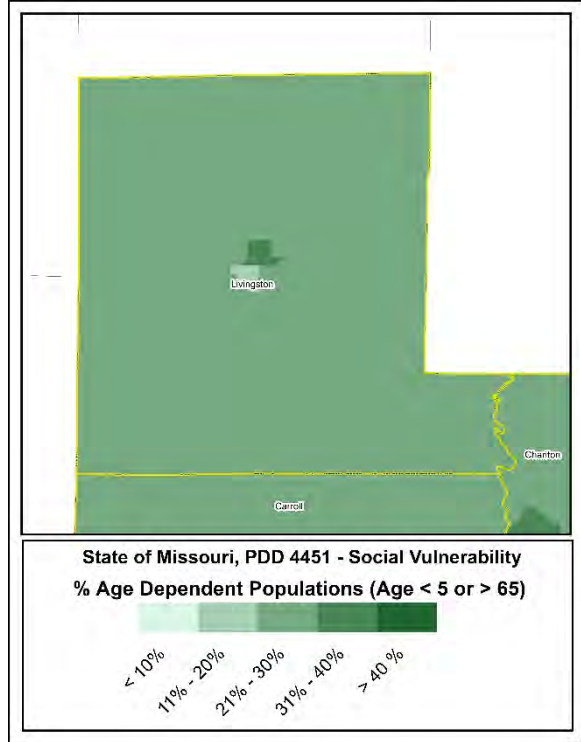 Livingston
Chariton
Carroll
State of Missouri, PDD 4451 - Social Vulnerability
% Age Dependent Populations (Age < 5 or > 65)
< 10%
11% - 20%
21% - 30%
31% - 40%
> 40 %